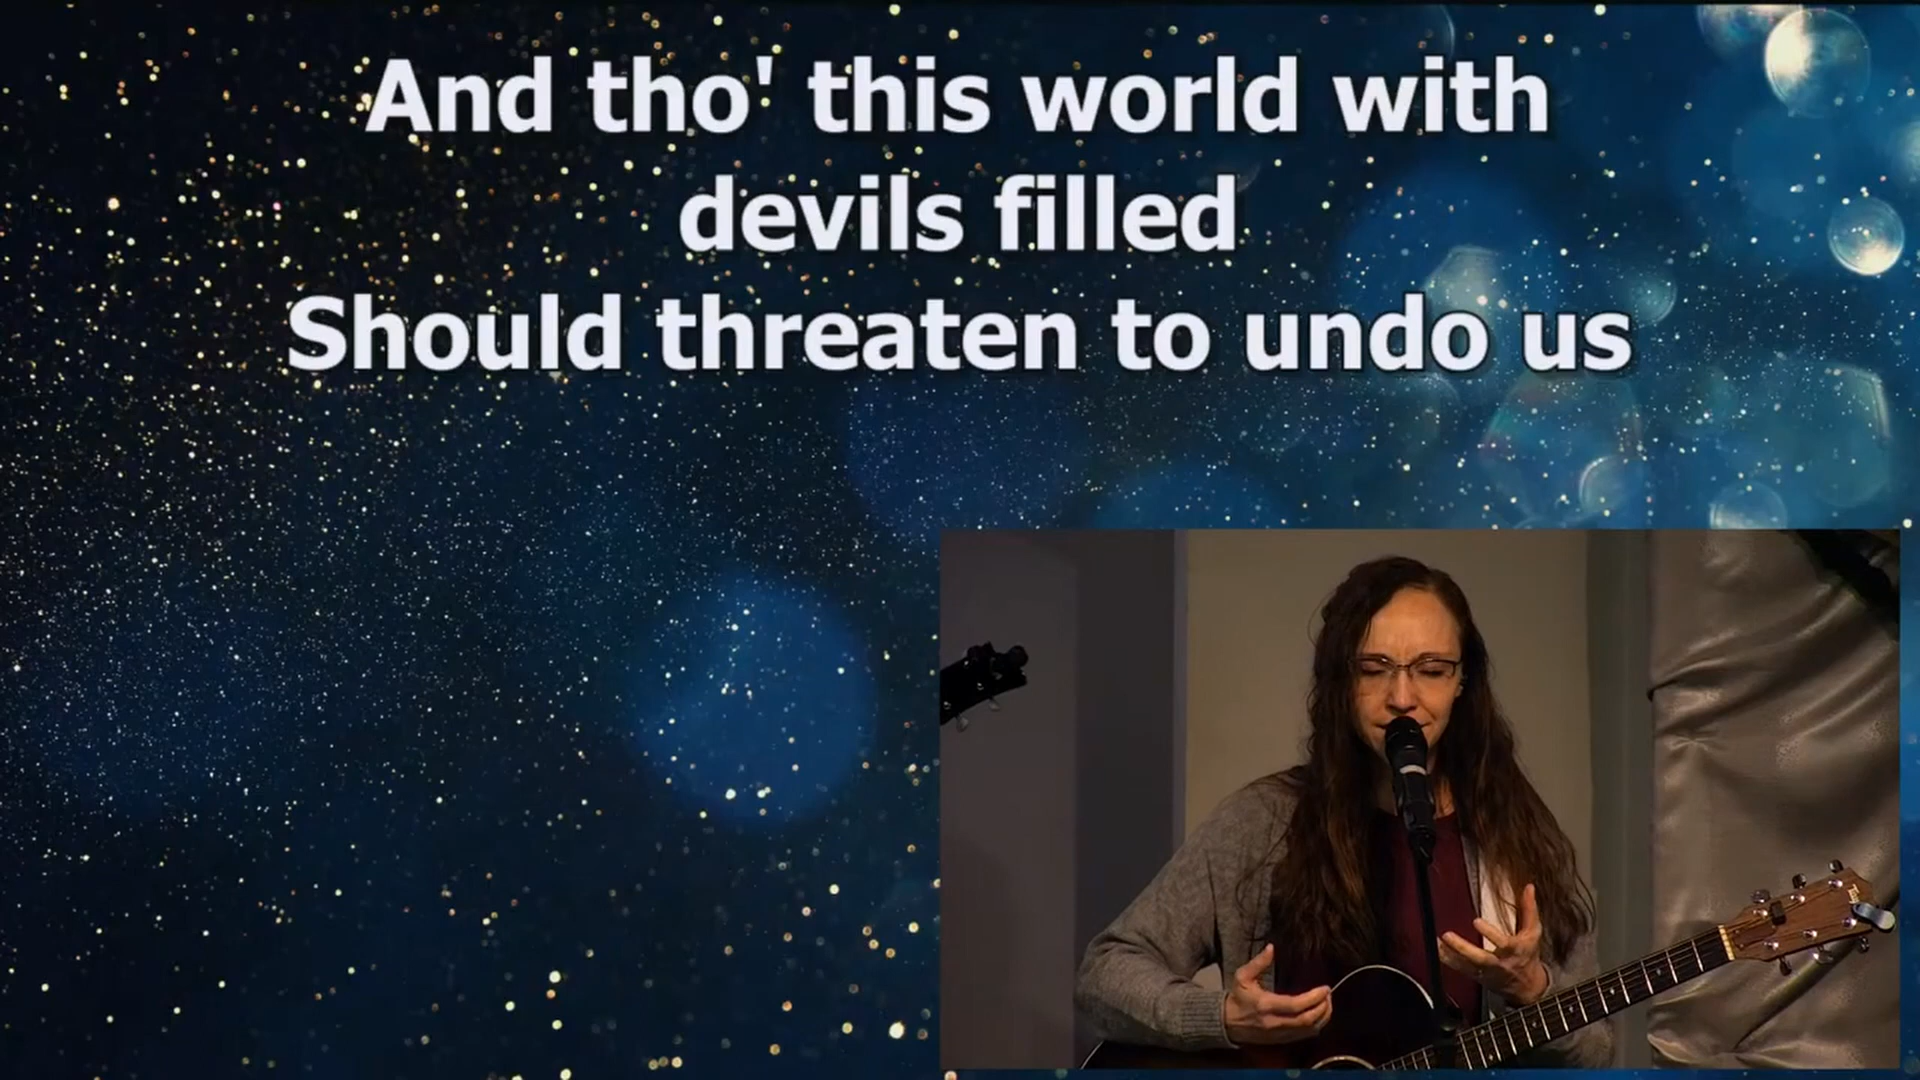 And tho' this world with
devils filled
Should threaten to undo us